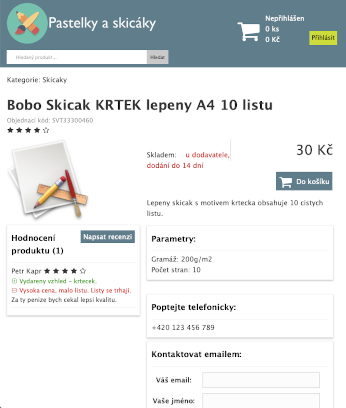 Pastelky a skicáky
Nepřihlášen
0 ks
0 Kč
Přihlásit
Hledaný produkt...
Hledat
Kategorie: Skicaky
Bobo Skicak KRTEK lepeny A4 10 listu
Objednací kód: SVT33300460
★ ★ ★ ★ ☆
Skladem: u dodavatele,
dodání do 14 dní
30 Kč
Do košíku
Lepeny skicak s motivem krtecka obsahuje 10 cistych
listu.
Hodnocení
produktu (1)
Napsat recenzi
Petr Kapr ★ ★ ★ ★ ☆
Vydareny vzhled - krtecek.
Vysoka cena, malo listu. Listy se trhaji.
Za ty penize bych cekal lepsi kvalitu.
Parametry:
Gramáž: 200g/m2
Počet stran: 10
Poptejte telefonicky:
+420 123 456 789
Kontaktovat emailem:
Váš email:
Vaše jméno: